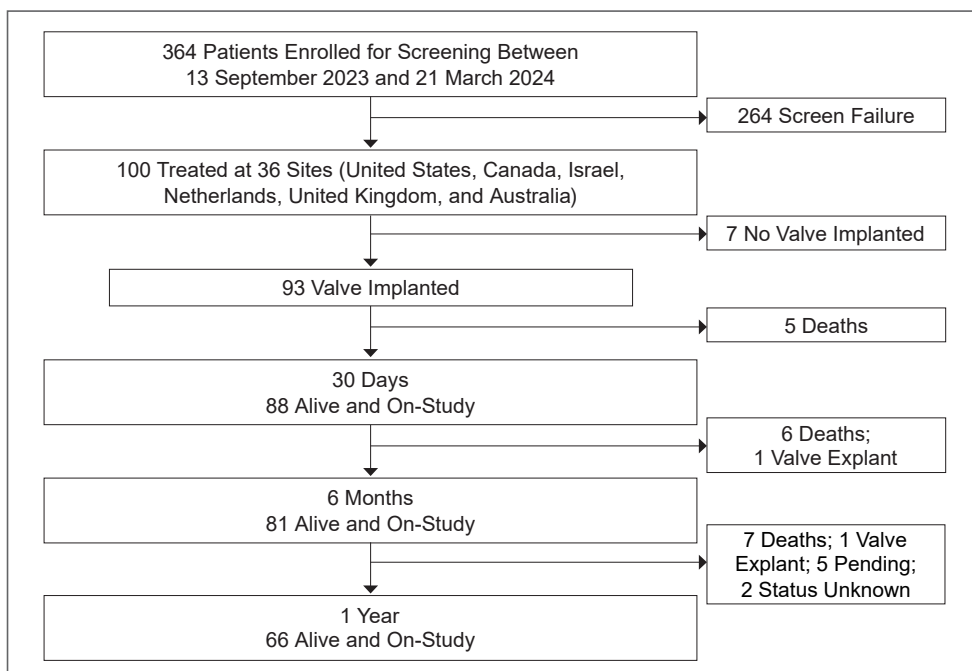 364 Patients Enrolled for Screening Between
13 September 2023 and 21 March 2024
264 Screen Failure
100 Treated at 36 Sites (United States, Canada, Israel,
Netherlands, United Kingdom, and Australia)
7 No Valve Implanted
93 Valve Implanted
5 Deaths
30 Days
88 Alive and On-Study
6 Deaths;
1 Valve Explant
6 Months
81 Alive and On-Study
7 Deaths; 1 Valve
Explant; 5 Pending;
2 Status Unknown
1 Year
66 Alive and On-Study